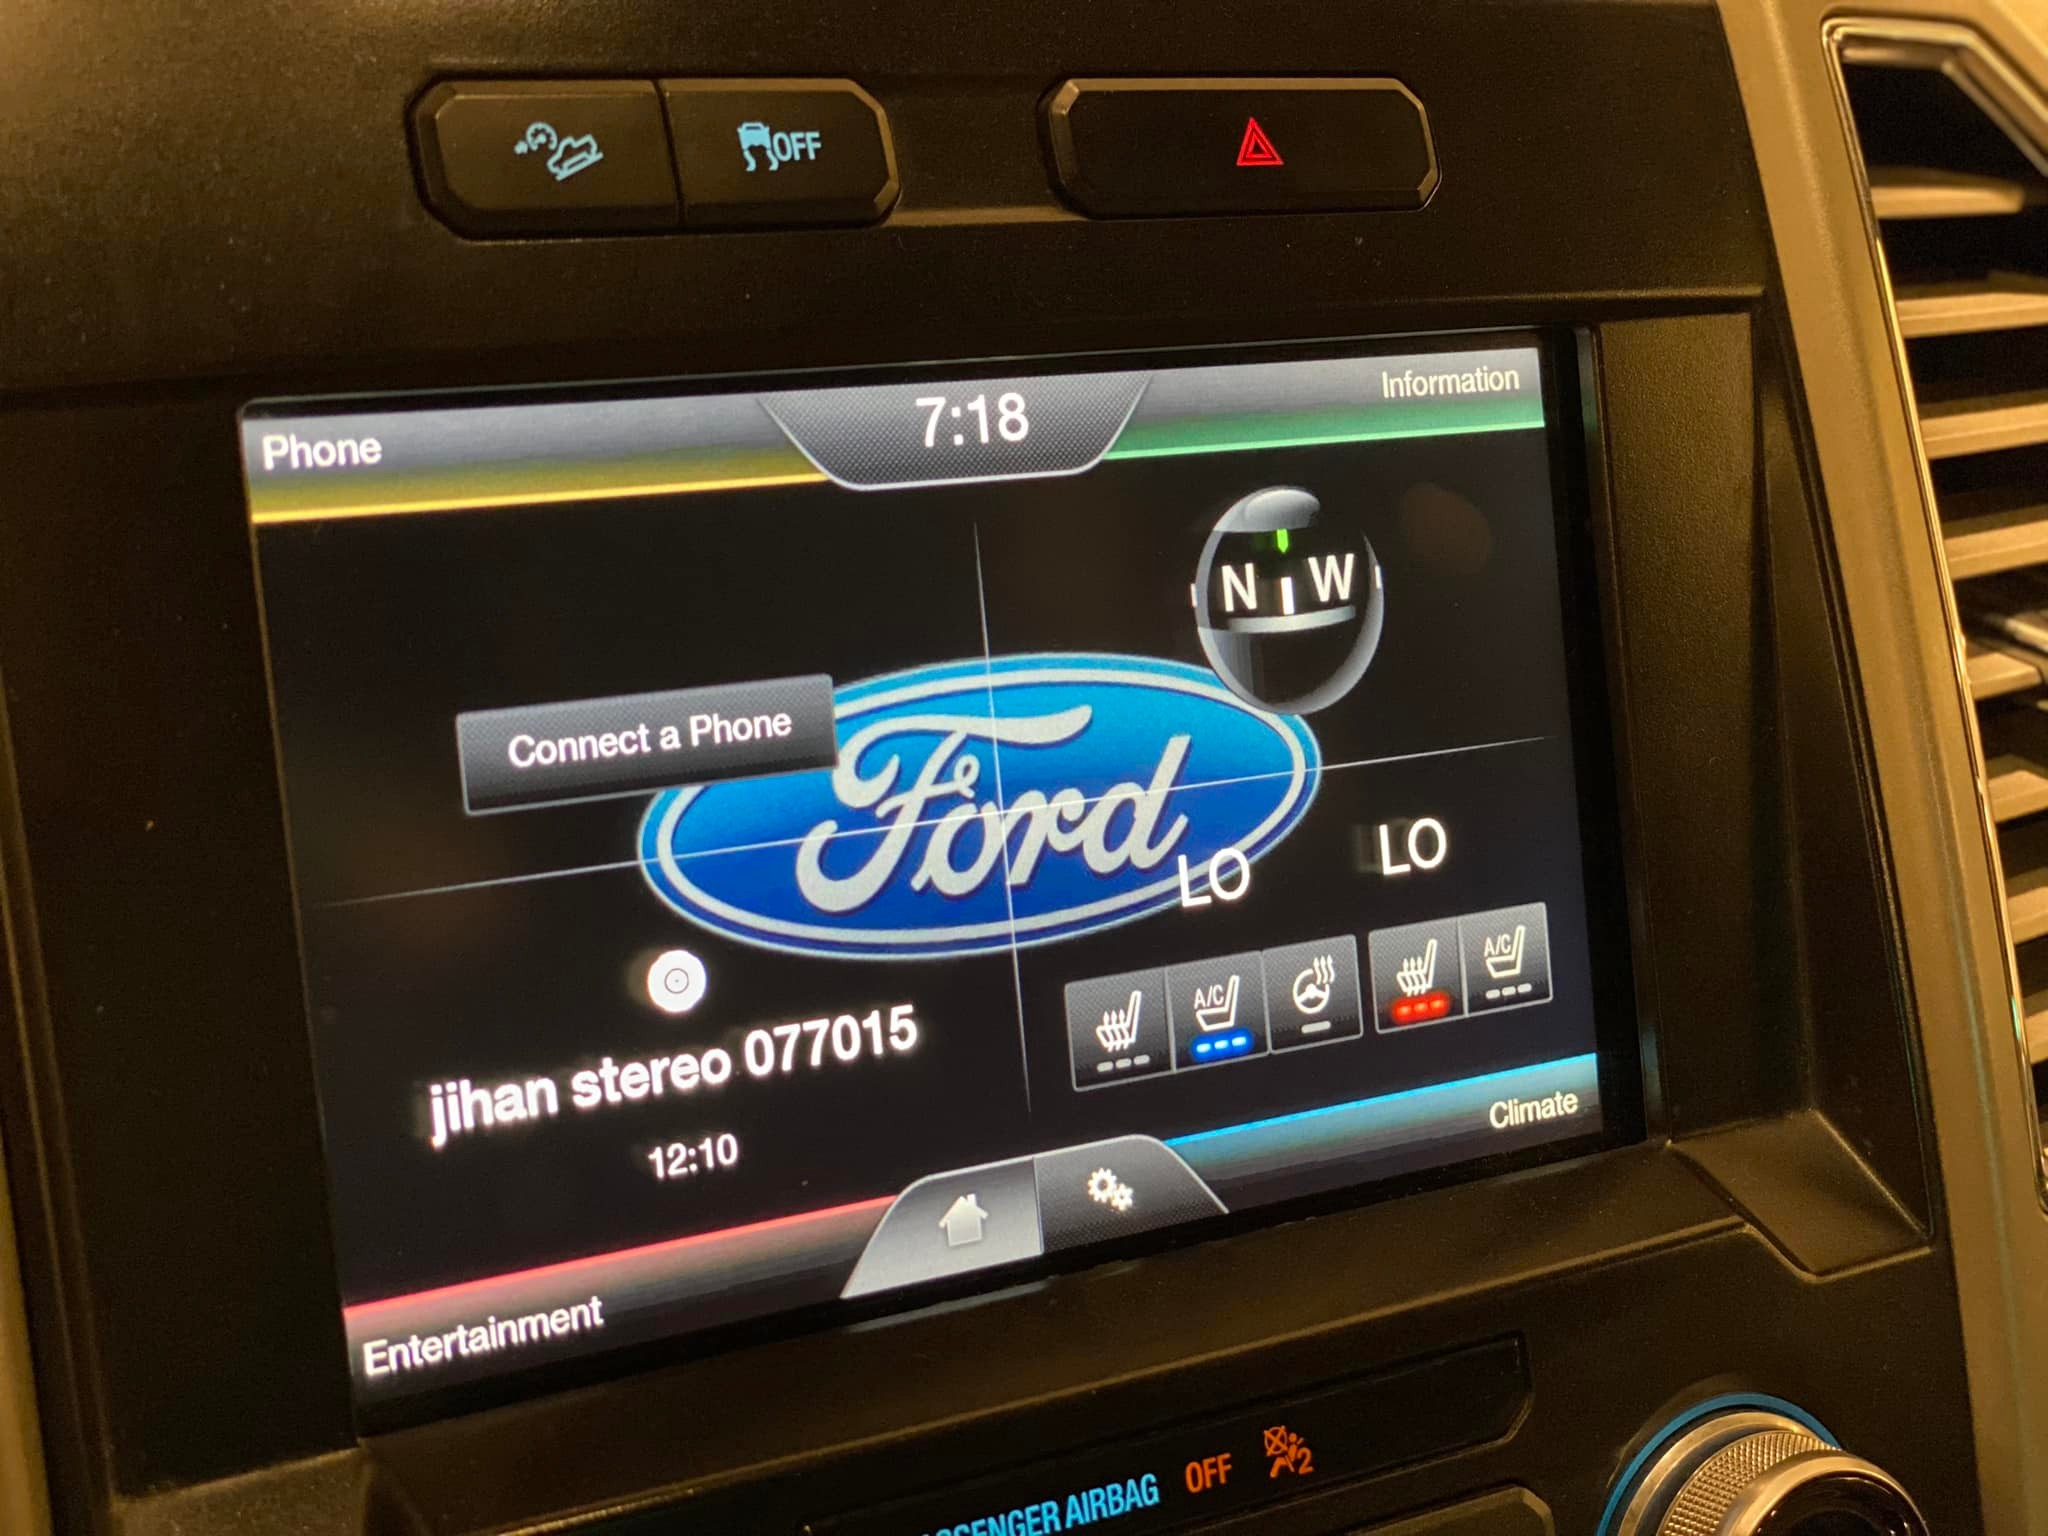 OFF
Phone
7:18
Information
N W
Connect a Phone
Ford
LO LO
A/C
A/C
jihan stereo 077015
12:10
Climate
Entertainment
AIRBAG OFF
2